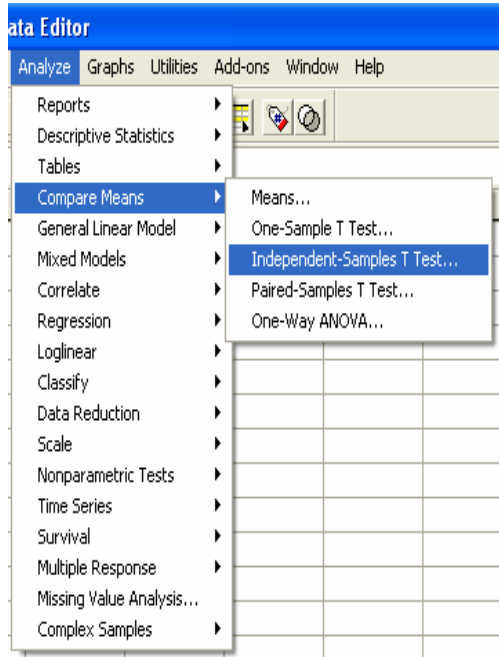 ata Editor
Analyze Graphs Utilities Add-ons Window Help
Reports
Descriptive Statistics
Tables
Compare Means
General Linear Model
Mixed Models
Correlate
Regression
Loglinear
Classify
Data Reduction
Scale
Nonparametric Tests
Time Series
Survival
Multiple Response
Missing Value Analysis...
Complex Samples
Means...
One-Sample T Test...
Independent-Samples T Test...
Paired-Samples T Test...
One-Way ANOVA...